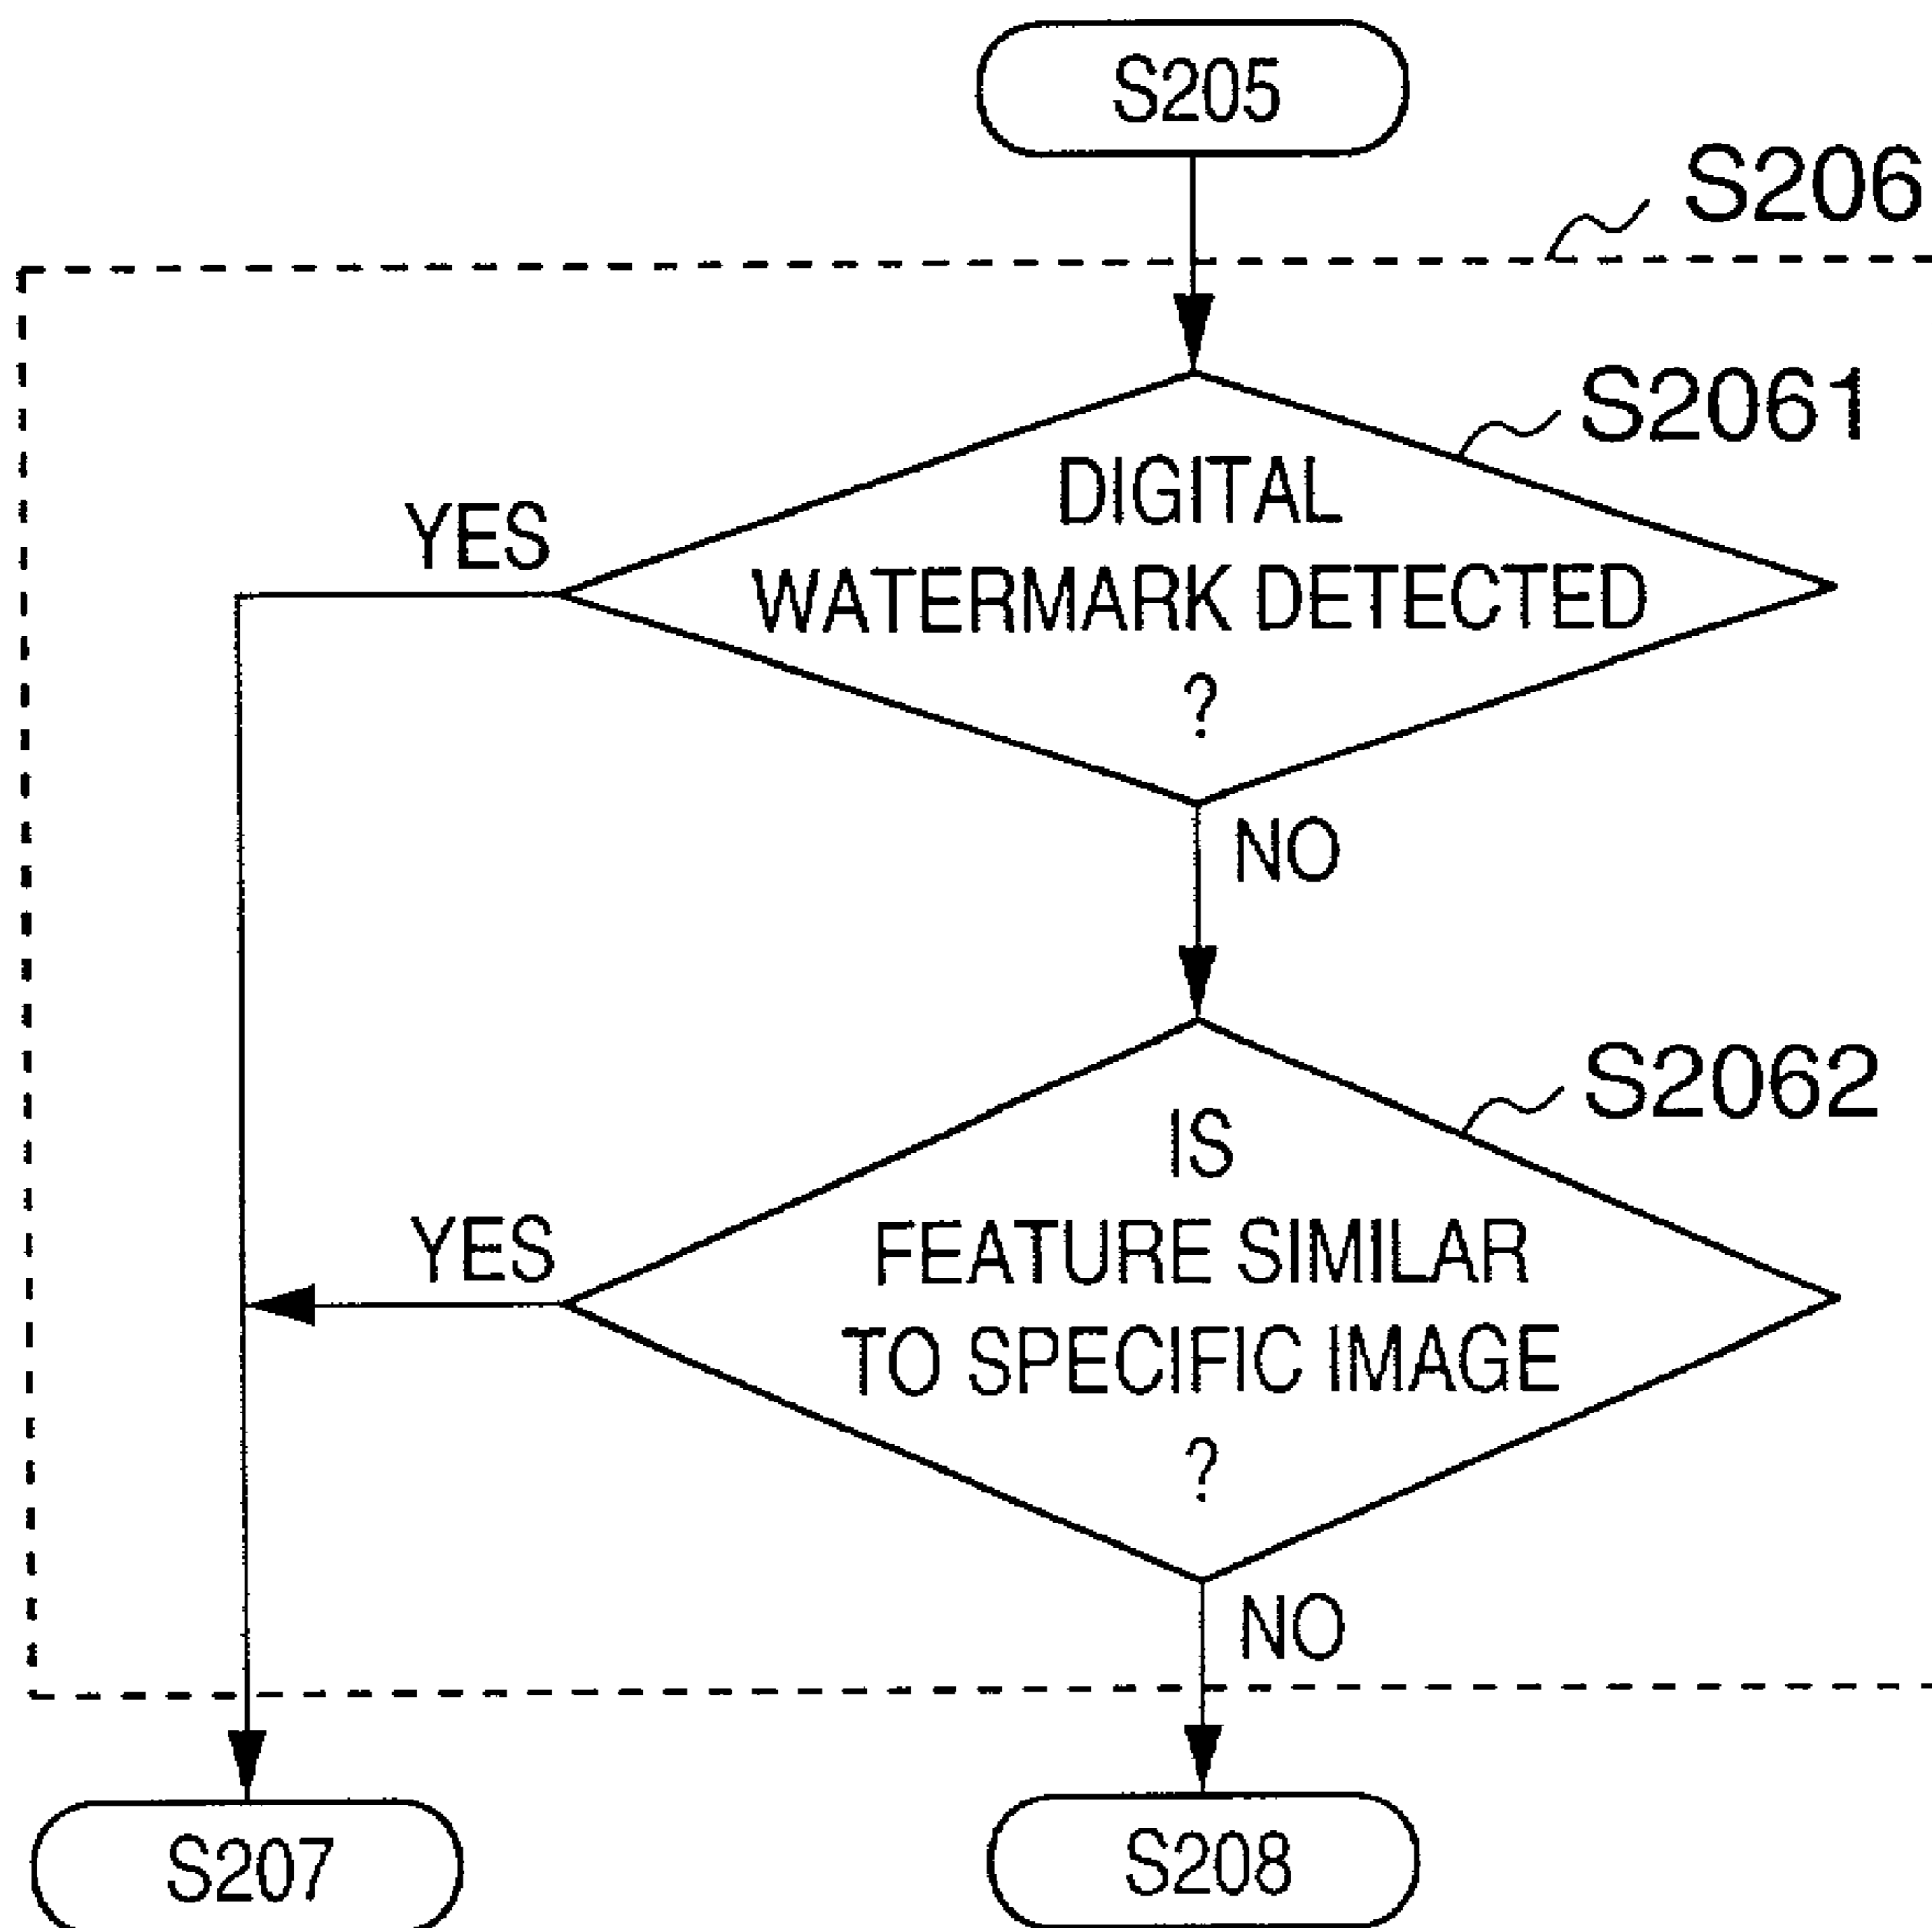 S205
S206
S2061
DIGITAL
WATERMARK DETECTED
?
YES
NO
S2062
IS
FEATURE SIMILAR
TO SPECIFIC IMAGE
?
YES
NO
S207
S208